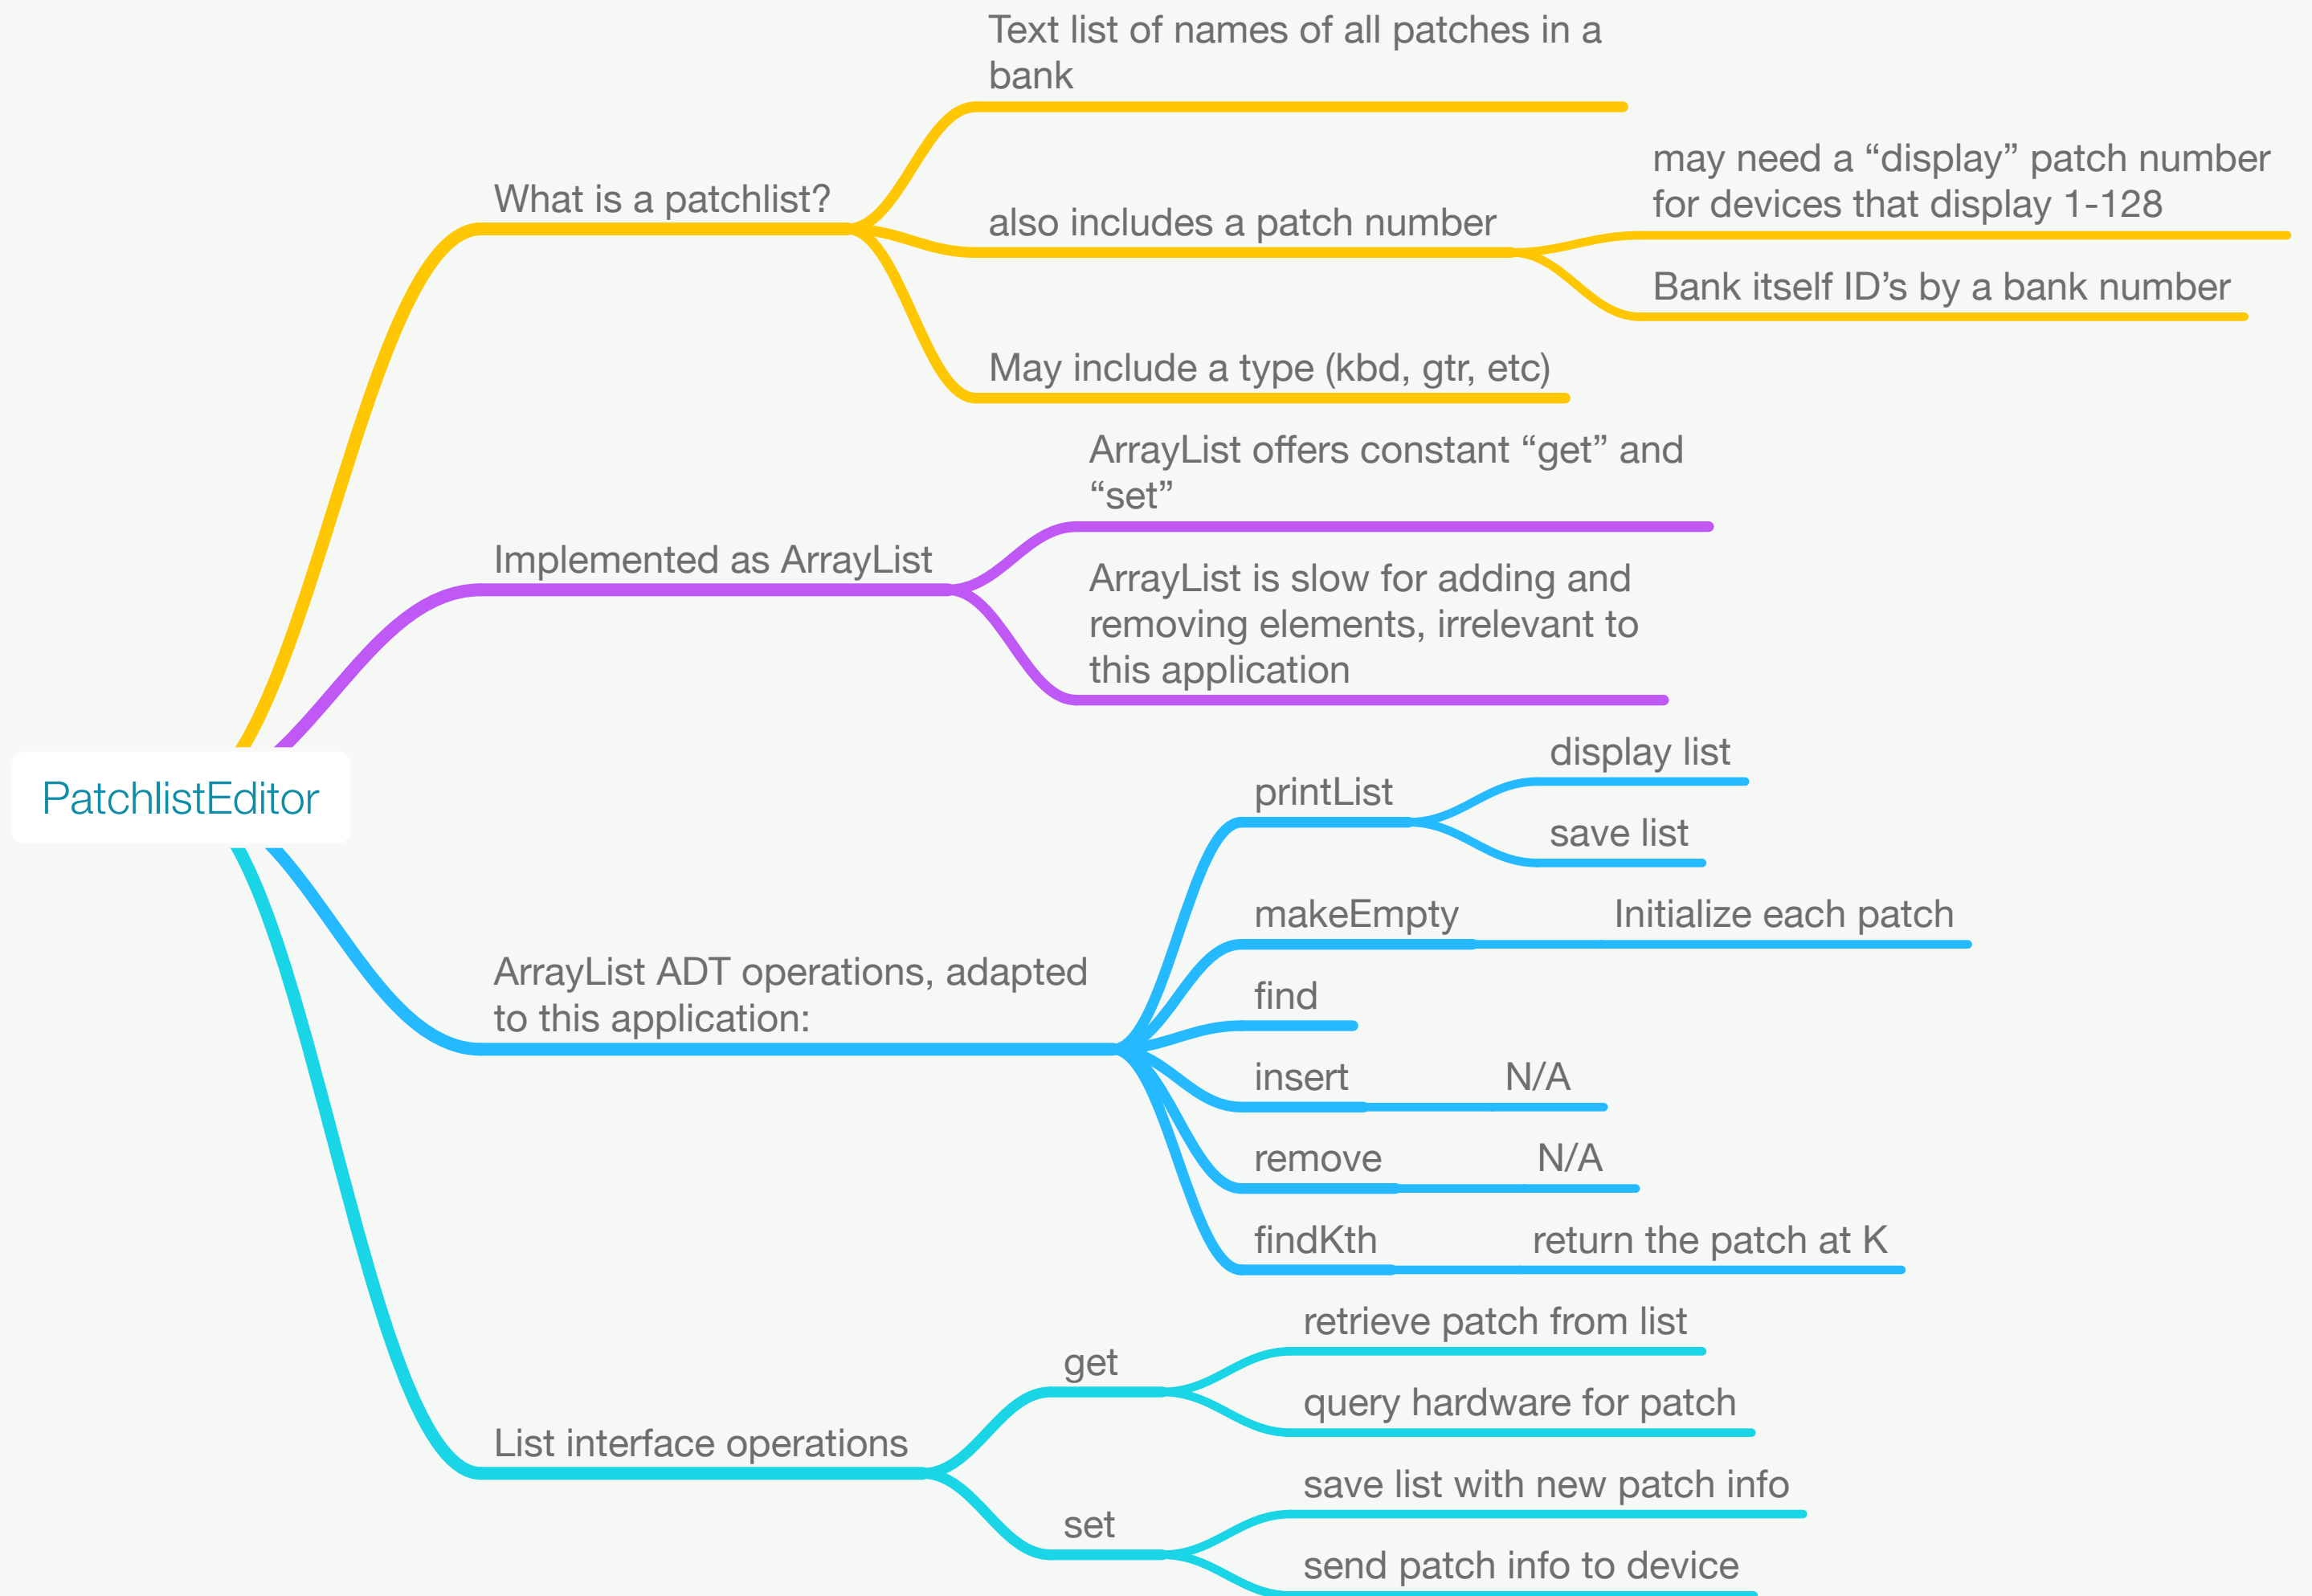 Text list of names of all patches in a
bank
What is a patchlist?
also includes a patch number
may need a “display” patch number
for devices that display 1-128
Bank itself ID’s by a bank number
May include a type (kbd, gtr, etc)
Implemented as ArrayList
ArrayList offers constant “get” and
“set”
ArrayList is slow for adding and
removing elements, irrelevant to
this application
PatchlistEditor
ArrayList ADT operations, adapted
to this application:
printList
display list
save list
makeEmpty
Initialize each patch
find
insert
N/A
remove
N/A
findKth
return the patch at K
List interface operations
get
retrieve patch from list
query hardware for patch
set
save list with new patch info
send patch info to device